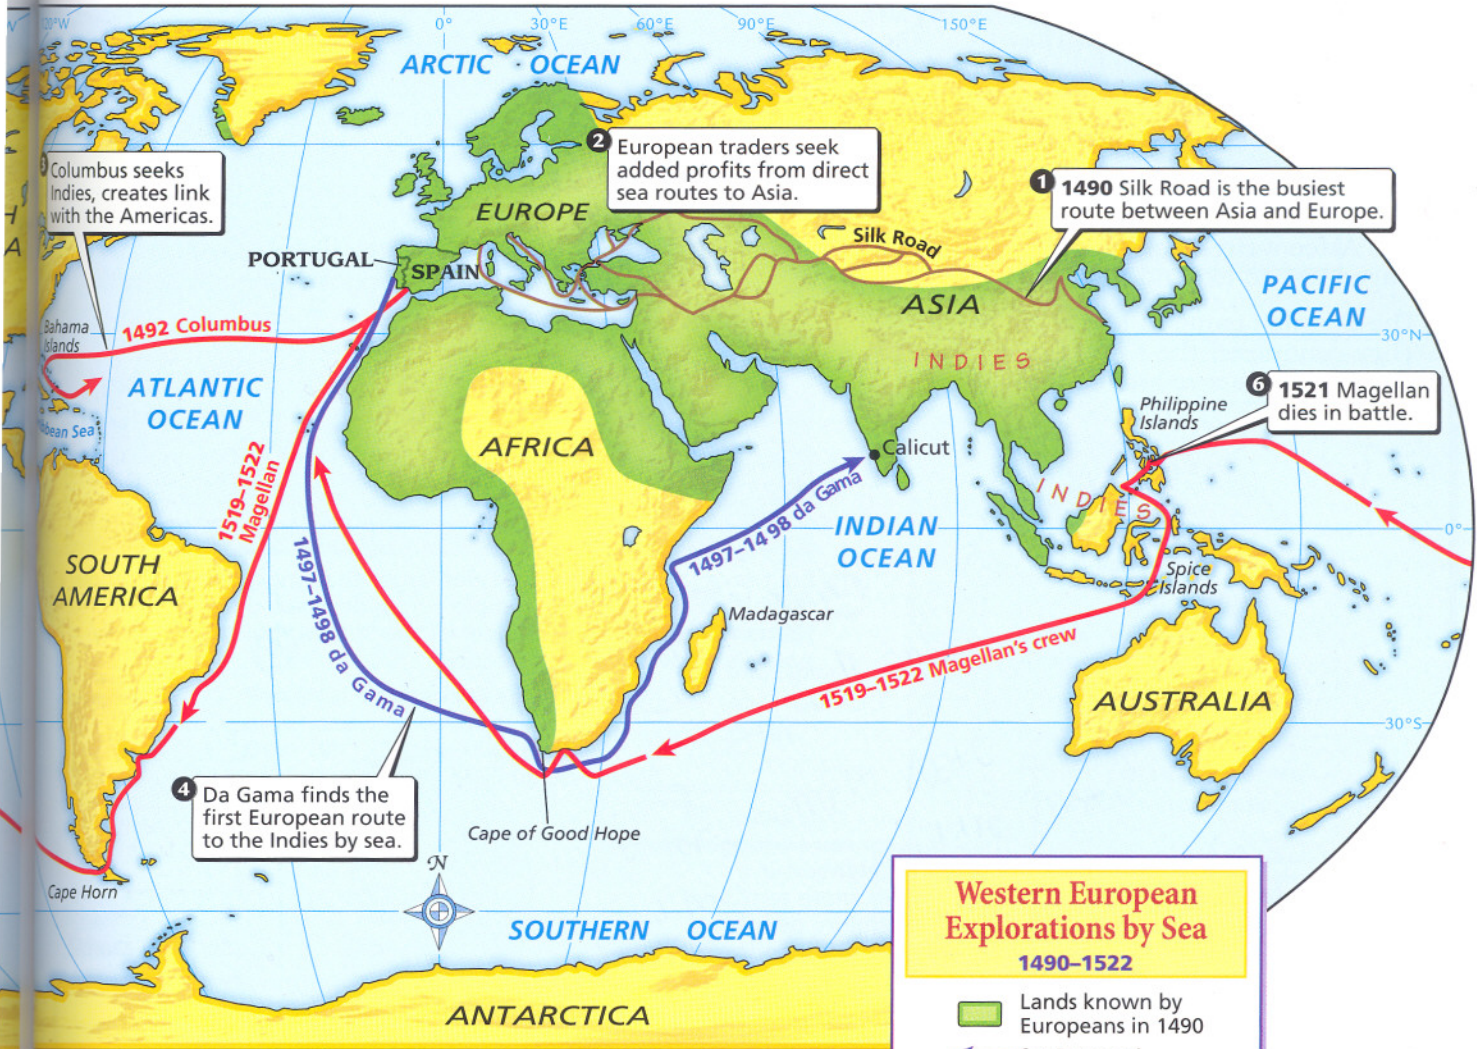 120°W
0°
30°E
60°E
90°E
150°E
ARCTIC OCEAN
3 Columbus seeks
Indies, creates link
with the Americas.
2 European traders seek
added profits from direct
sea routes to Asia.
1 1490 Silk Road is the busiest
route between Asia and Europe.
H
A
EUROPE
Silk Road
PORTUGAL
SPAIN
ASIA
PACIFIC
OCEAN
Bahama
Islands
1492 Columbus
30°N
INDIES
ATLANTIC
OCEAN
6 1521 Magellan
dies in battle.
Philippine
Islands
bbean Sea
AFRICA
Calicut
1519–1522
Magellan
1497–1498 da Gama
INDIES
INDIAN
OCEAN
0°
1497–1498 da Gama
SOUTH
AMERICA
Spice
Islands
Madagascar
1519–1522 Magellan's crew
AUSTRALIA
30°S
4 Da Gama finds the
first European route
to the Indies by sea.
Cape of Good Hope
N
Cape Horn
SOUTHERN OCEAN
Western European
Explorations by Sea
1490–1522
Lands known by
Europeans in 1490
ANTARCTICA